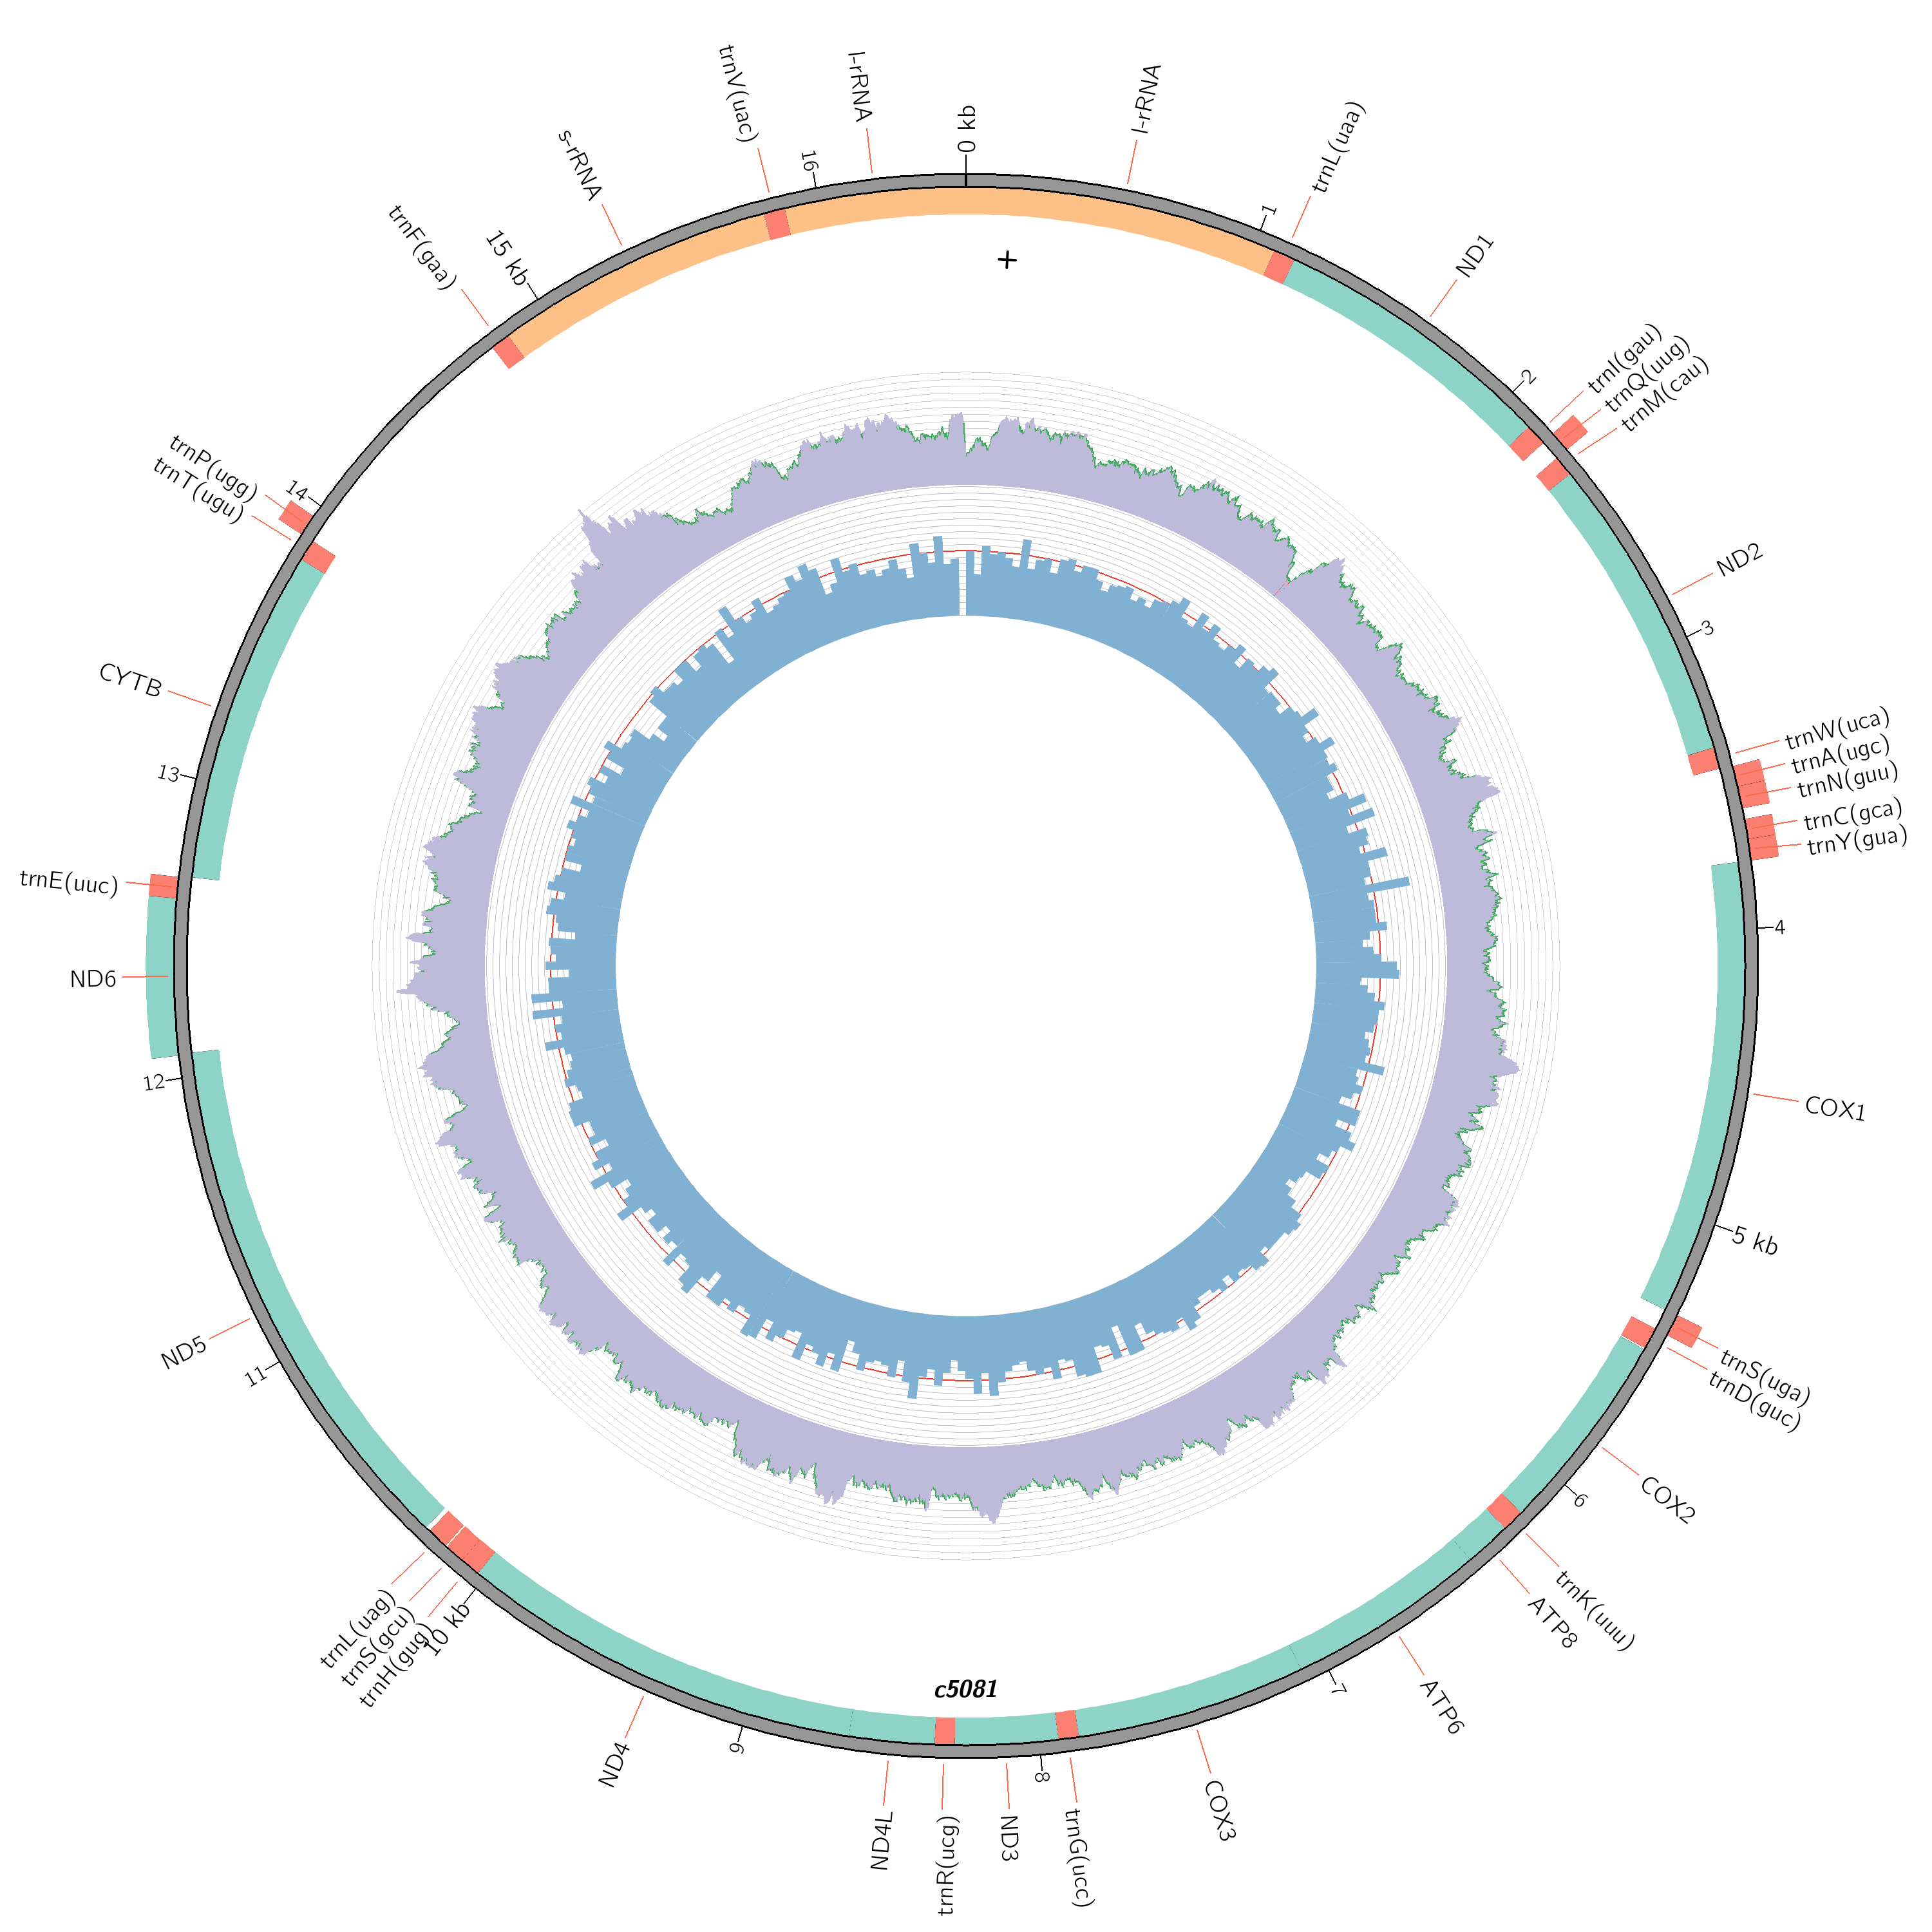 0 kb
l-rRNA
1
trnL(uaa)
ND1
2
trnI(gau)
trnQ(uug)
trnM(cau)
ND2
3
trnW(uca)
trnA(ugc)
trnN(guu)
trnC(gca)
trnY(gua)
4
COX1
5 kb
trnS(uga)
trnD(guc)
COX2
6
trnK(uuu)
ATP8
ATP6
7
COX3
trnG(ucc)
8
ND3
trnR(ucg)
ND4L
9
ND4
10 kb
trnH(gug)
trnS(gcu)
trnL(uag)
11
ND5
12
ND6
trnE(uuc)
13
CYTB
trnT(ugu)
trnP(ugg)
14
trnF(gaa)
15 kb
s-rRNA
trnV(uac)
16
l-rRNA
+
c5081